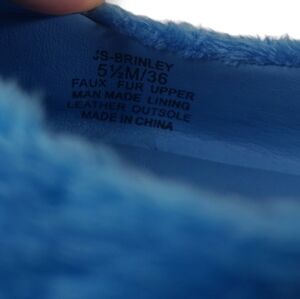 JS-BRINLEY
5½M/36
FAUX FUR UPPER
MAN MADE LINING
LEATHER OUTSOLE
MADE IN CHINA